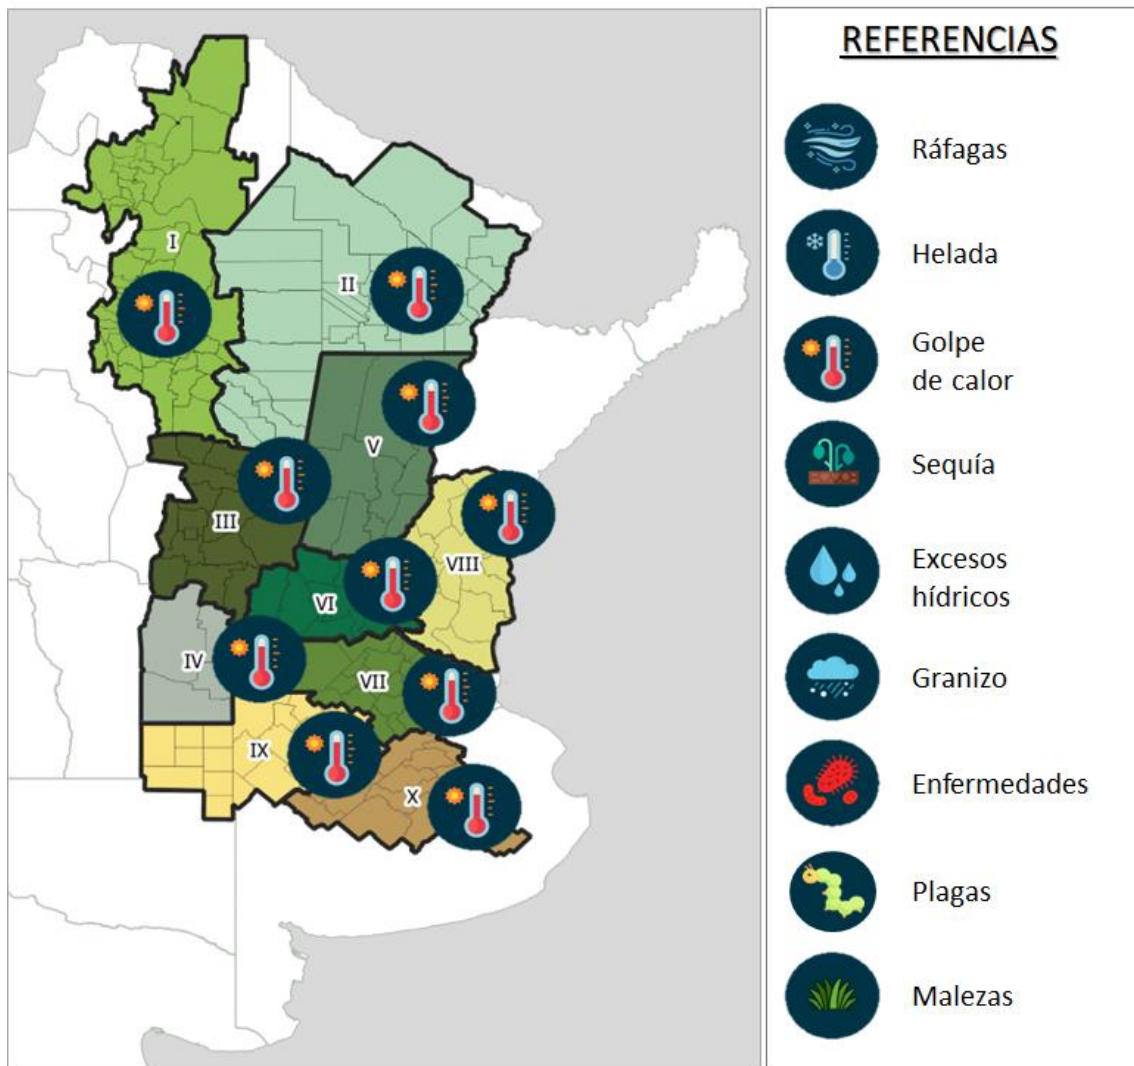 I
II
V
III
VIII
VI
IV
VII
IX
X
REFERENCIAS
Ráfagas
Helada
Golpe
de calor
Sequía
Excesos
hídricos
Granizo
Enfermedades
Plagas
Malezas